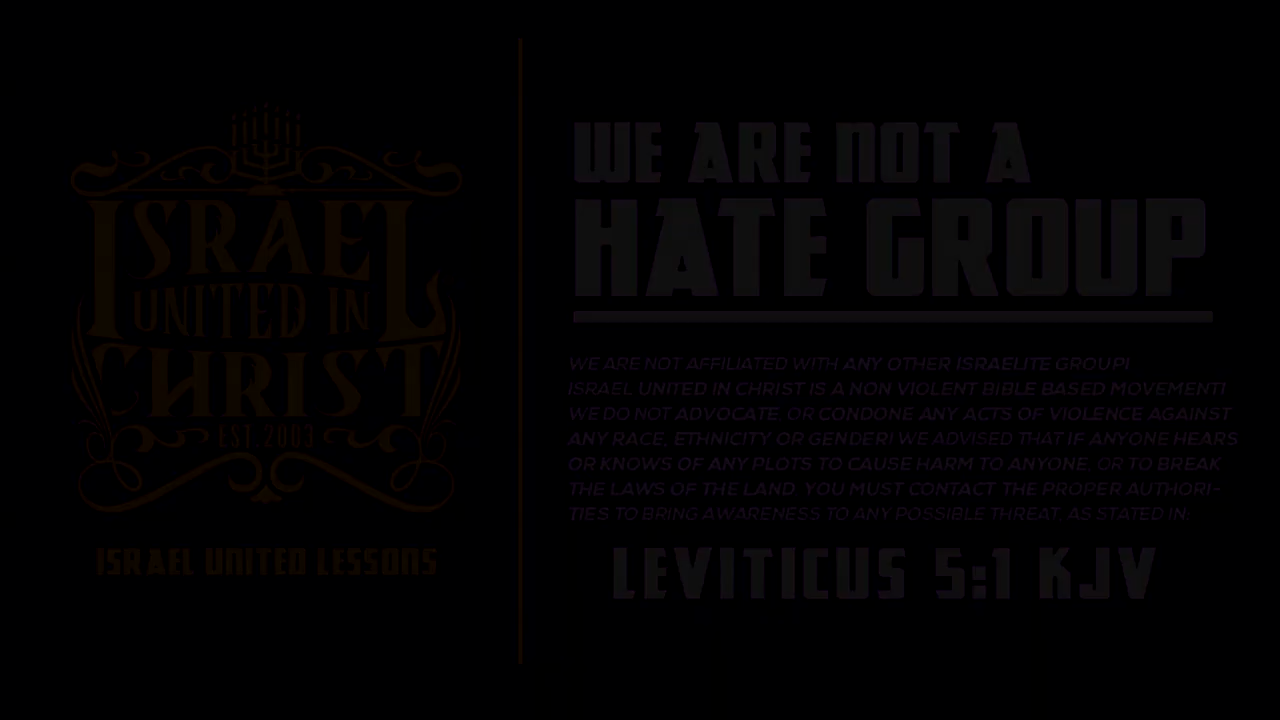 ISRAEL
UNITED IN
CHRIST
EST. 2003
ISRAEL UNITED LESSONS
WE ARE NOT A
HATE GROUP
WE ARE NOT AFFILIATED WITH ANY OTHER ISRAELITE GROUP!
ISRAEL UNITED IN CHRIST IS A NON VIOLENT BIBLE BASED MOVEMENT!
WE DO NOT ADVOCATE, OR CONDONE ANY ACTS OF VIOLENCE AGAINST
ANY RACE, ETHNICITY OR GENDER! WE ADVISED THAT IF ANYONE HEARS
OR KNOWS OF ANY PLOTS TO CAUSE HARM TO ANYONE, OR TO BREAK
THE LAWS OF THE LAND, YOU MUST CONTACT THE PROPER AUTHORI-
TIES TO BRING AWARENESS TO ANY POSSIBLE THREAT, AS STATED IN:
LEVITICUS 5:1 KJV